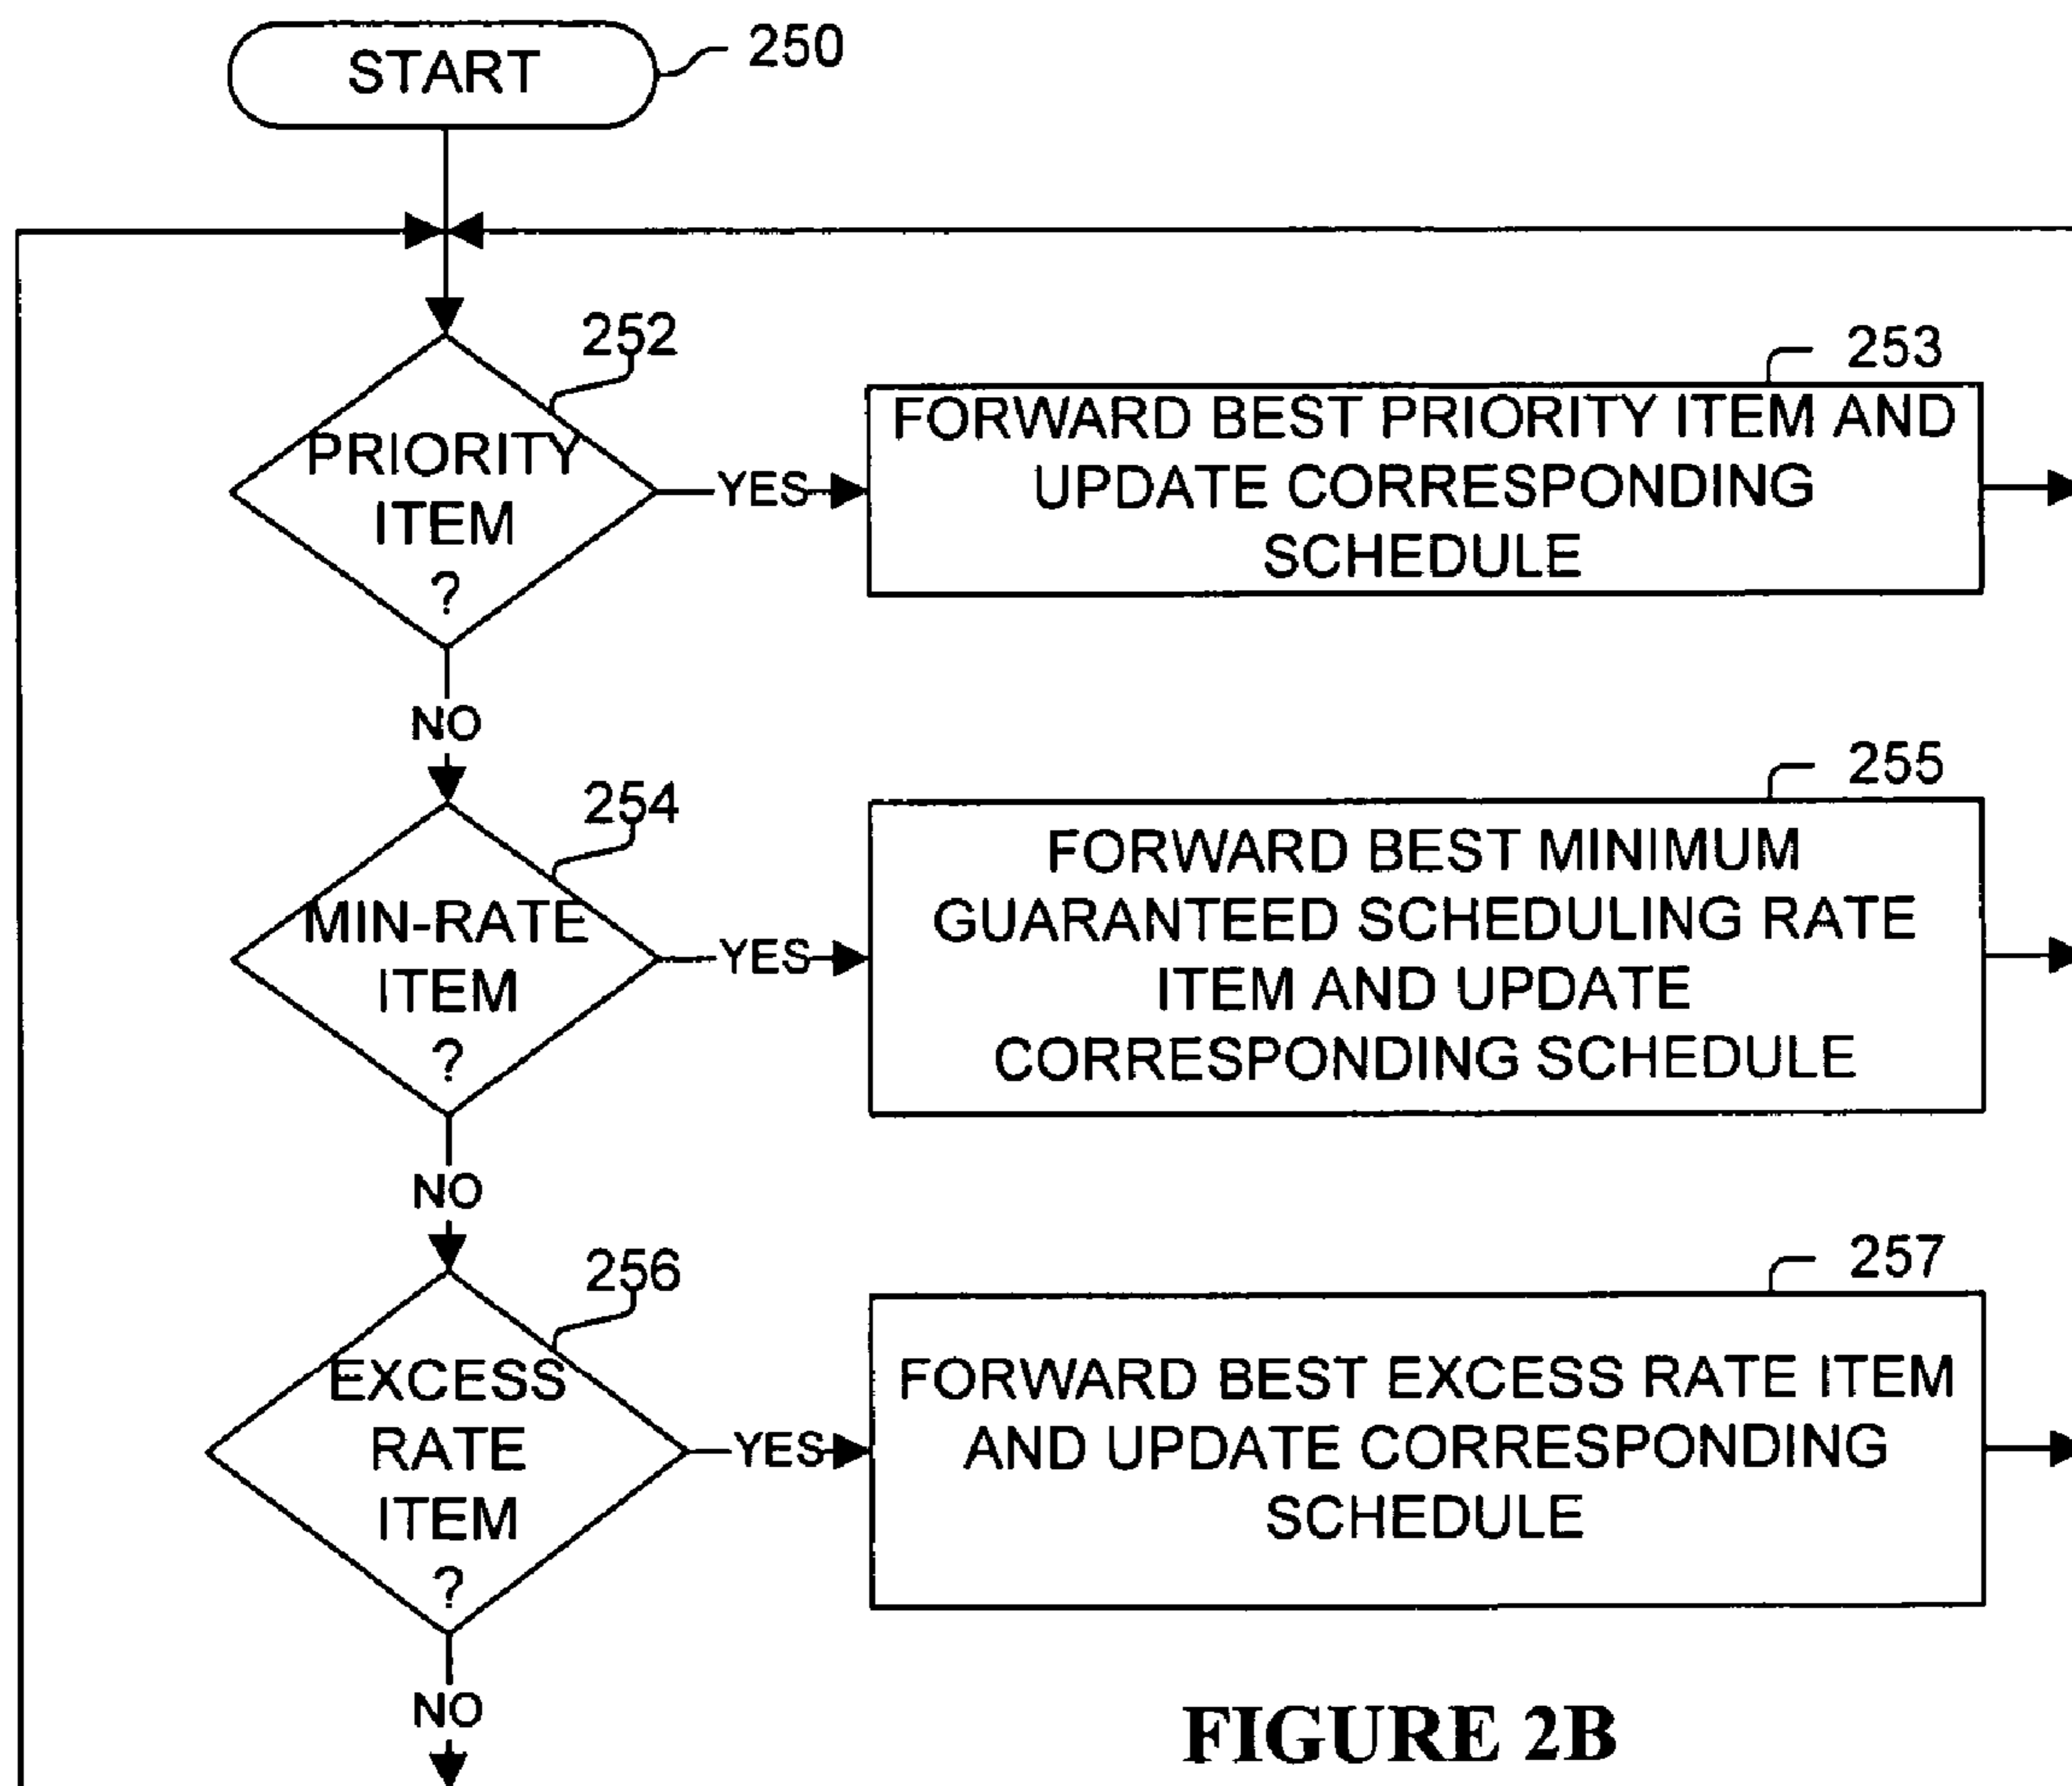 START
250
252
PRIORITY
ITEM
?
YES
253
FORWARD BEST PRIORITY ITEM AND
UPDATE CORRESPONDING
SCHEDULE
NO
254
MIN-RATE
ITEM
?
YES
255
FORWARD BEST MINIMUM
GUARANTEED SCHEDULING RATE
ITEM AND UPDATE
CORRESPONDING SCHEDULE
NO
256
EXCESS
RATE
ITEM
?
YES
257
FORWARD BEST EXCESS RATE ITEM
AND UPDATE CORRESPONDING
SCHEDULE
NO
FIGURE 2B